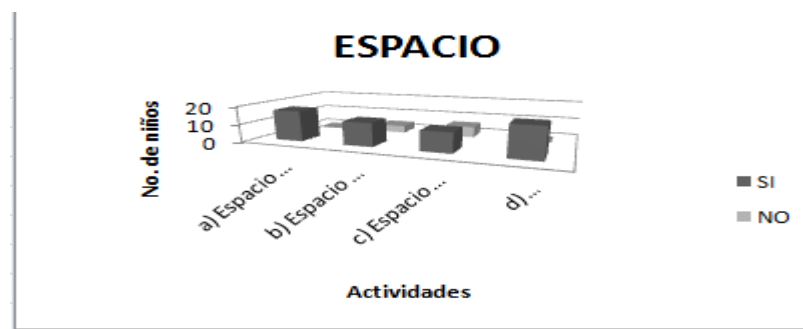 ESPACIO
No. de niños
20
10
0
a) Espacio...
b) Espacio...
c) Espacio...
d)...
SI
NO
Actividades